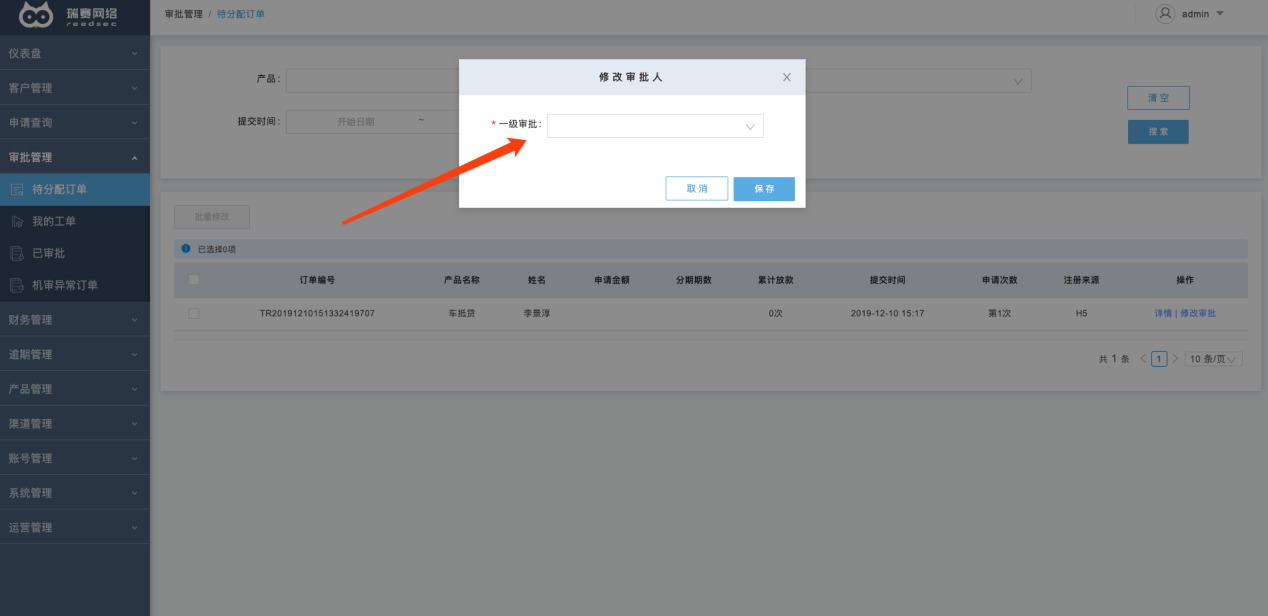 瑞赛网络
reedsec
审批管理 / 待分配订单
admin
仪表盘
客户管理
申请查询
审批管理
待分配订单
我的工单
已审批
机审异常订单
财务管理
逾期管理
产品管理
渠道管理
账号管理
系统管理
运营管理
产品:
提交时间: 开始日期 ~
清 空
搜 索
修改审批人
* 一级审批:
取 消 保 存
批量修改
已选择0项
订单编号 产品名称 姓名 申请金额 分期期数 累计放款 提交时间 申请次数 注册来源 操作
TR20191210151332419707 车抵贷 李景淳 0次 2019-12-10 15:17 第1次 H5 详情 | 修改审批
共 1 条 < 1 > 10 条/页